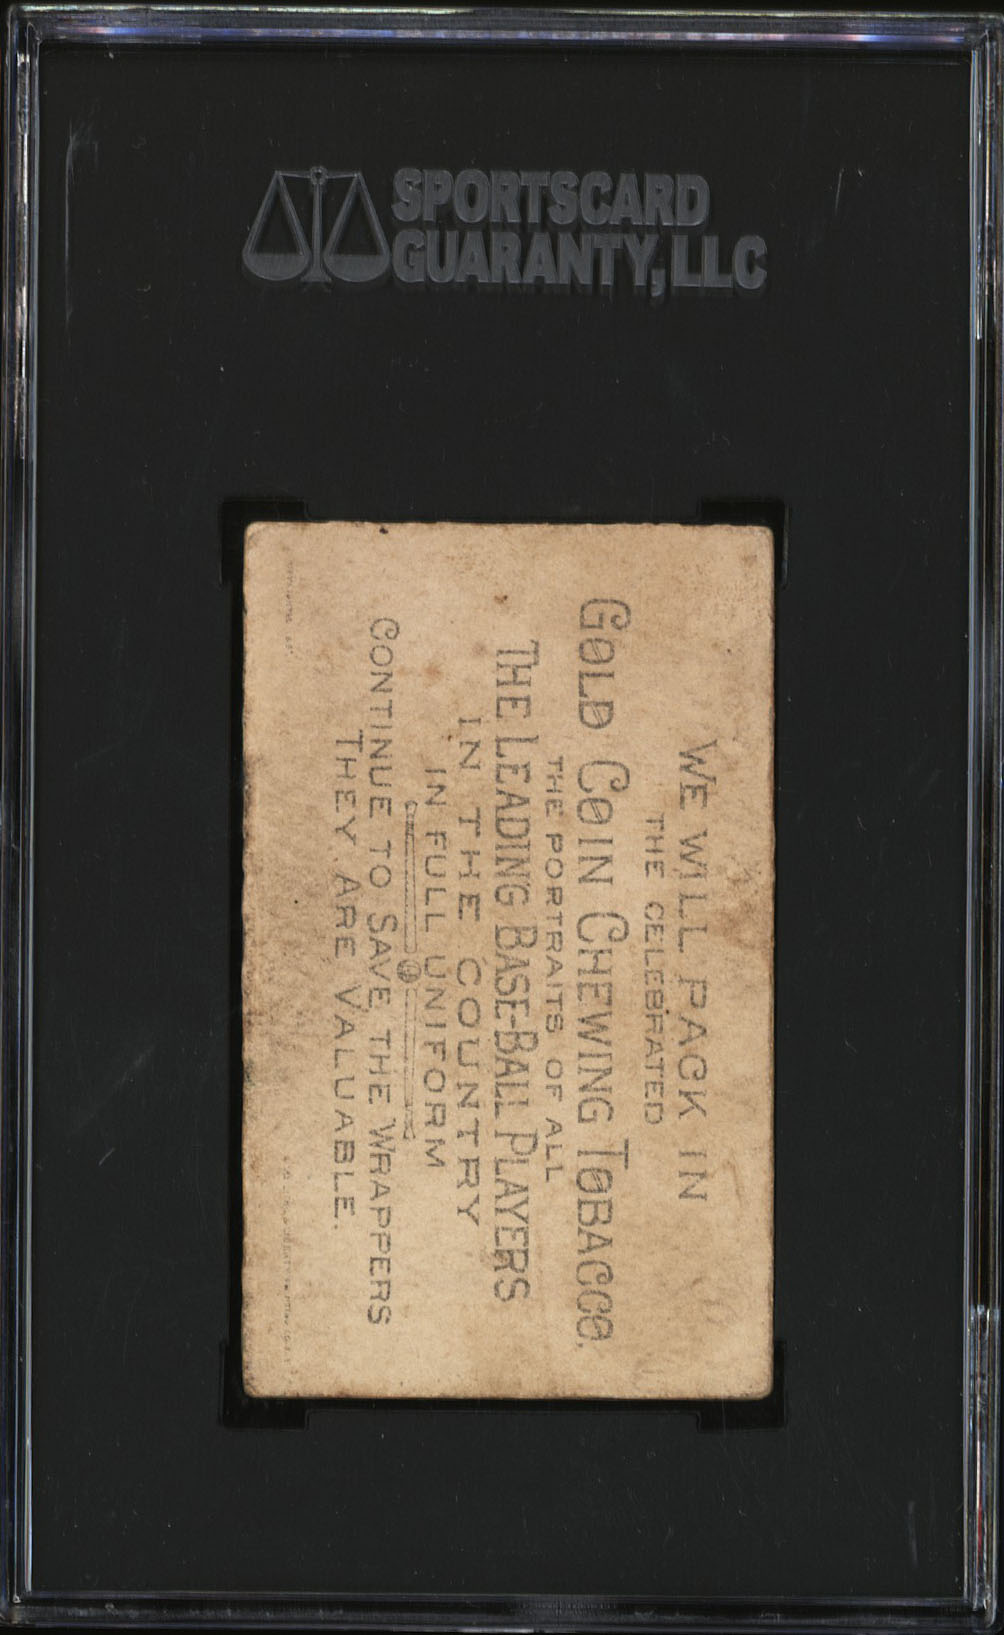 SPORTSCARD
GUARANTY, LLC
WE WILL PACK IN
THE CELEBRATED
GOLD COIN CHEWING TOBACCO.
THE PORTRAITS OF ALL
THE LEADING BASE-BALL PLAYERS
IN THE COUNTRY
IN FULL UNIFORM
CONTINUE TO SAVE THE WRAPPERS
THEY ARE VALUABLE.